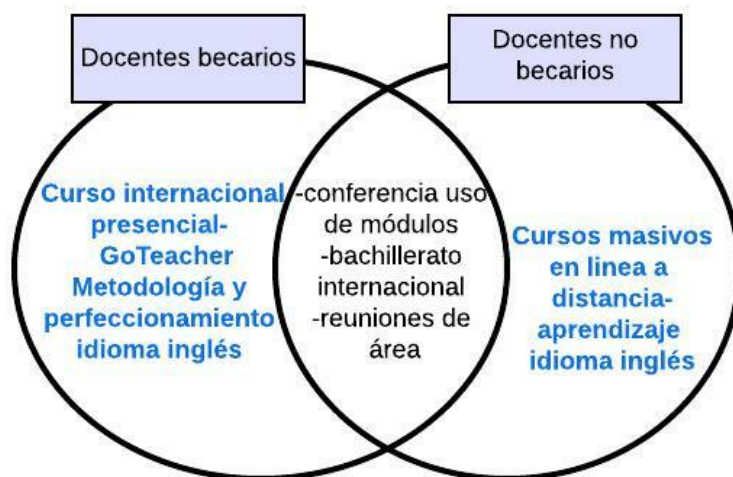 Docentes becarios
Docentes no
becarios
Curso internacional
presencial-
GoTeacher
Metodología y
perfeccionamiento
idioma inglés
-conferencia uso
de módulos
-bachillerato
internacional
-reuniones de
área
Cursos masivos
en linea a
distancia-
aprendizaje
idioma inglés